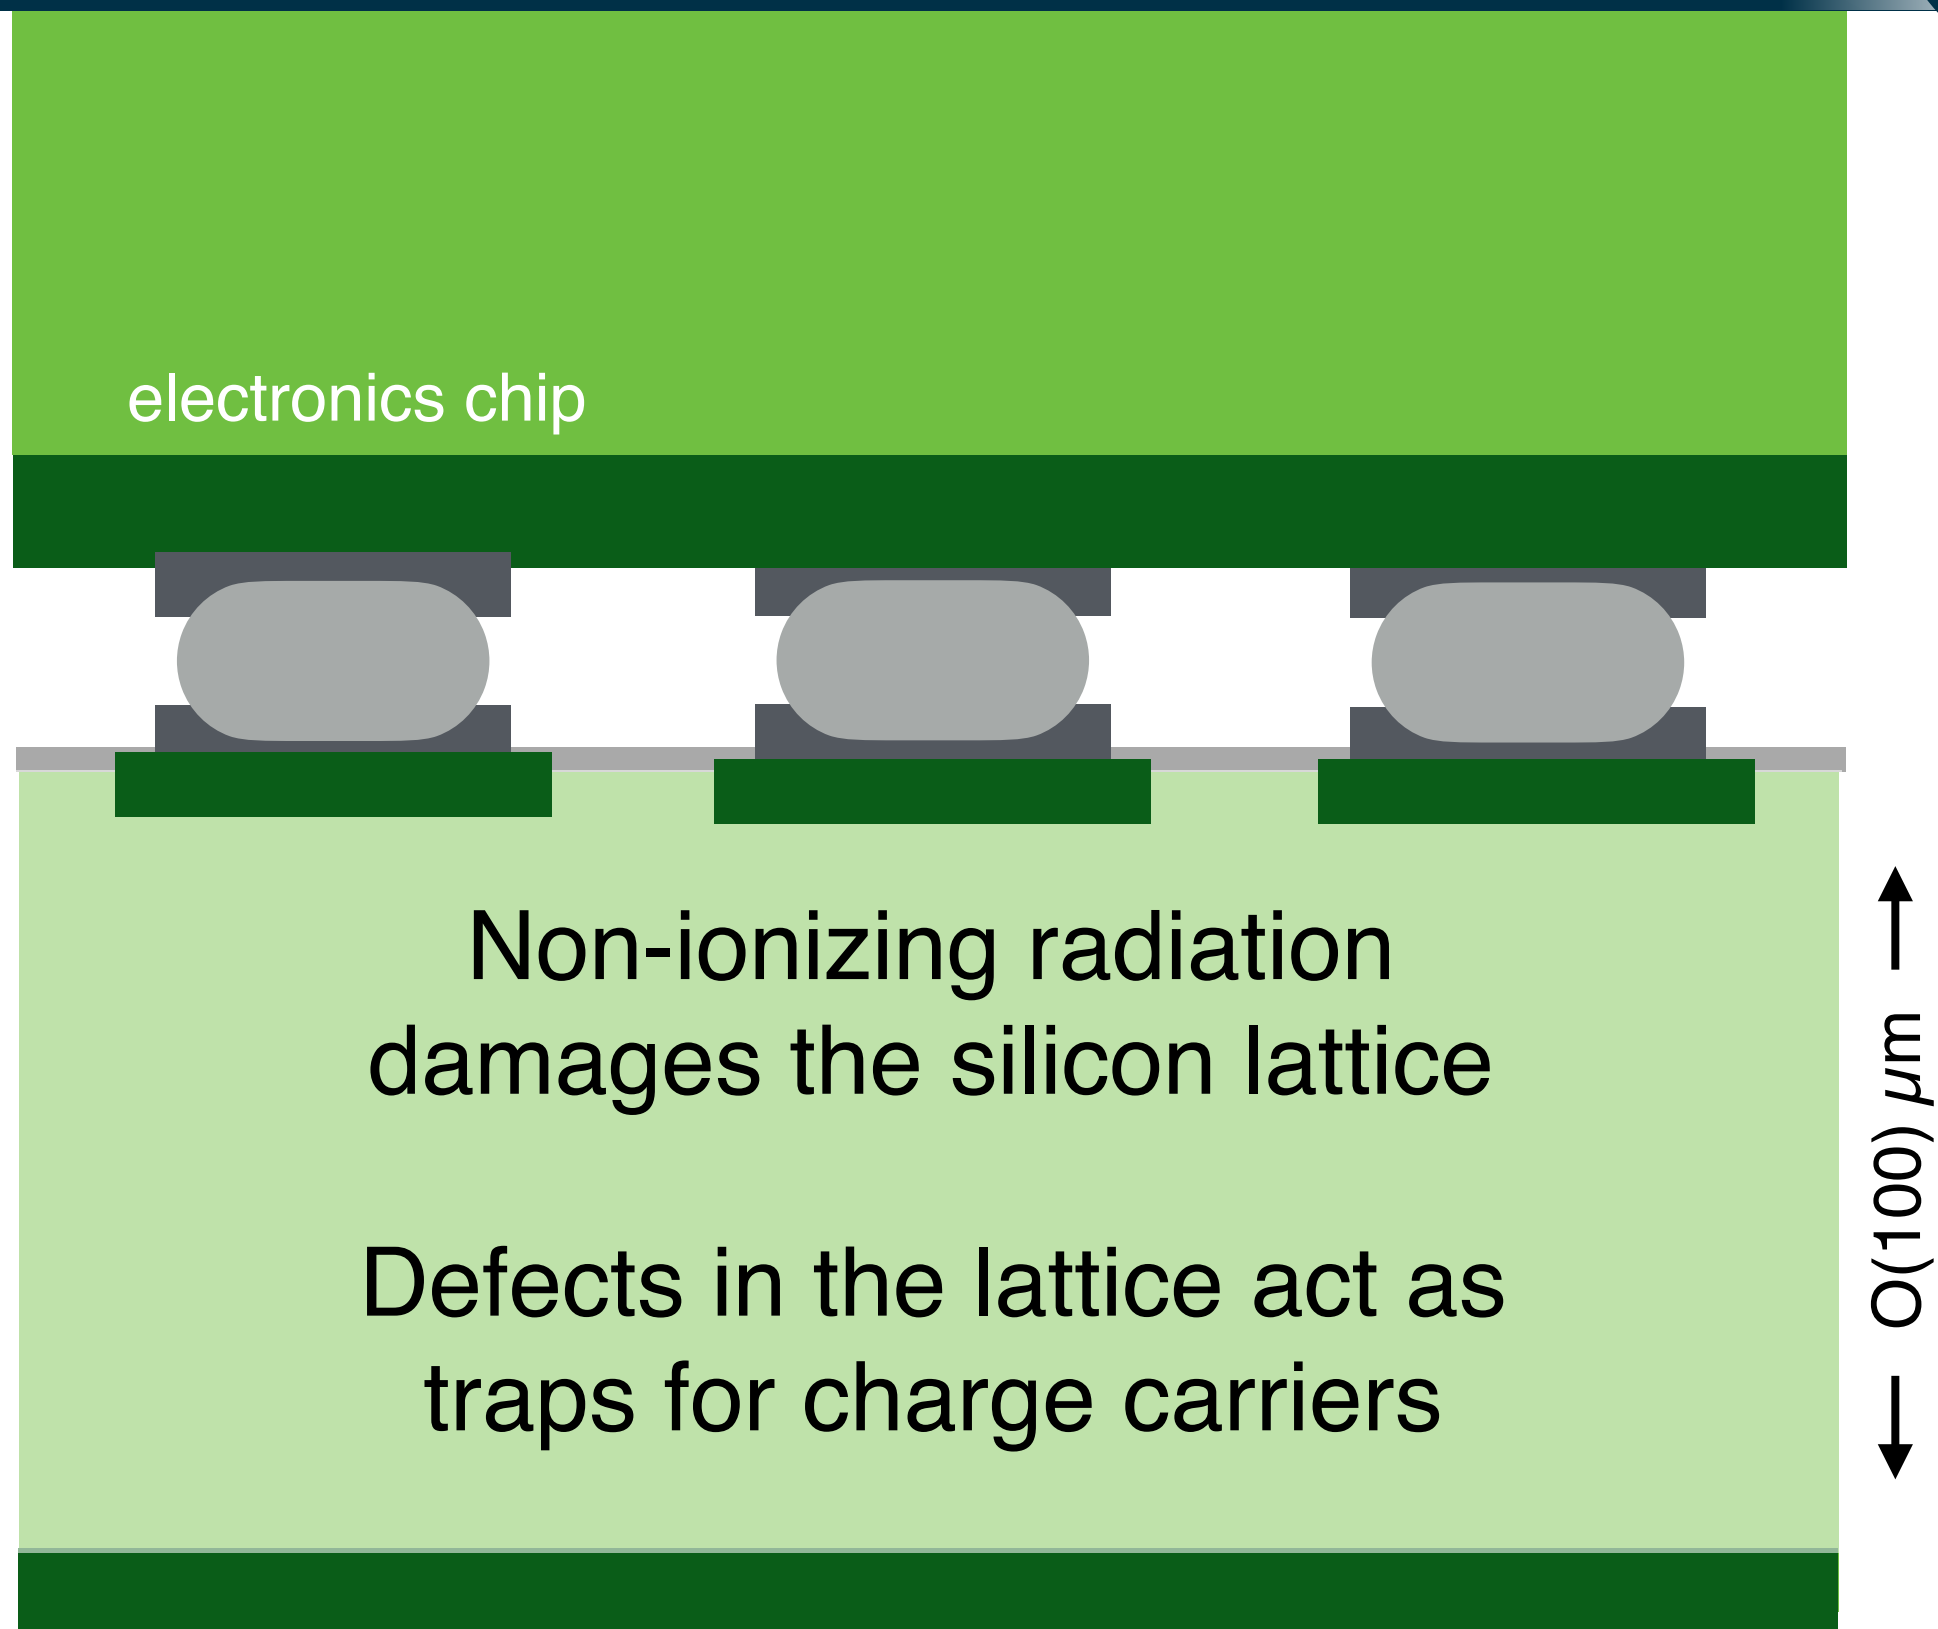 electronics chip
Non-ionizing radiation
damages the silicon lattice
Defects in the lattice act as
traps for charge carriers
O(100) μm